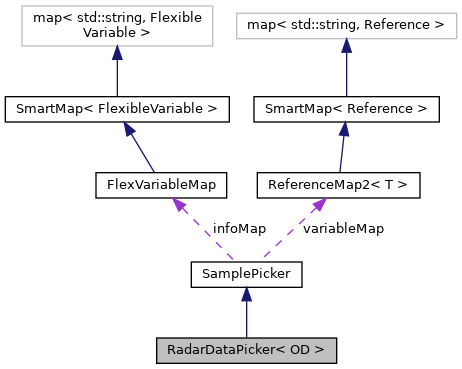 map< std::string, Flexible
Variable >
map< std::string, Reference >
SmartMap< FlexibleVariable >
SmartMap< Reference >
FlexVariableMap
ReferenceMap2< T >
infoMap
variableMap
SamplePicker
RadarDataPicker< OD >